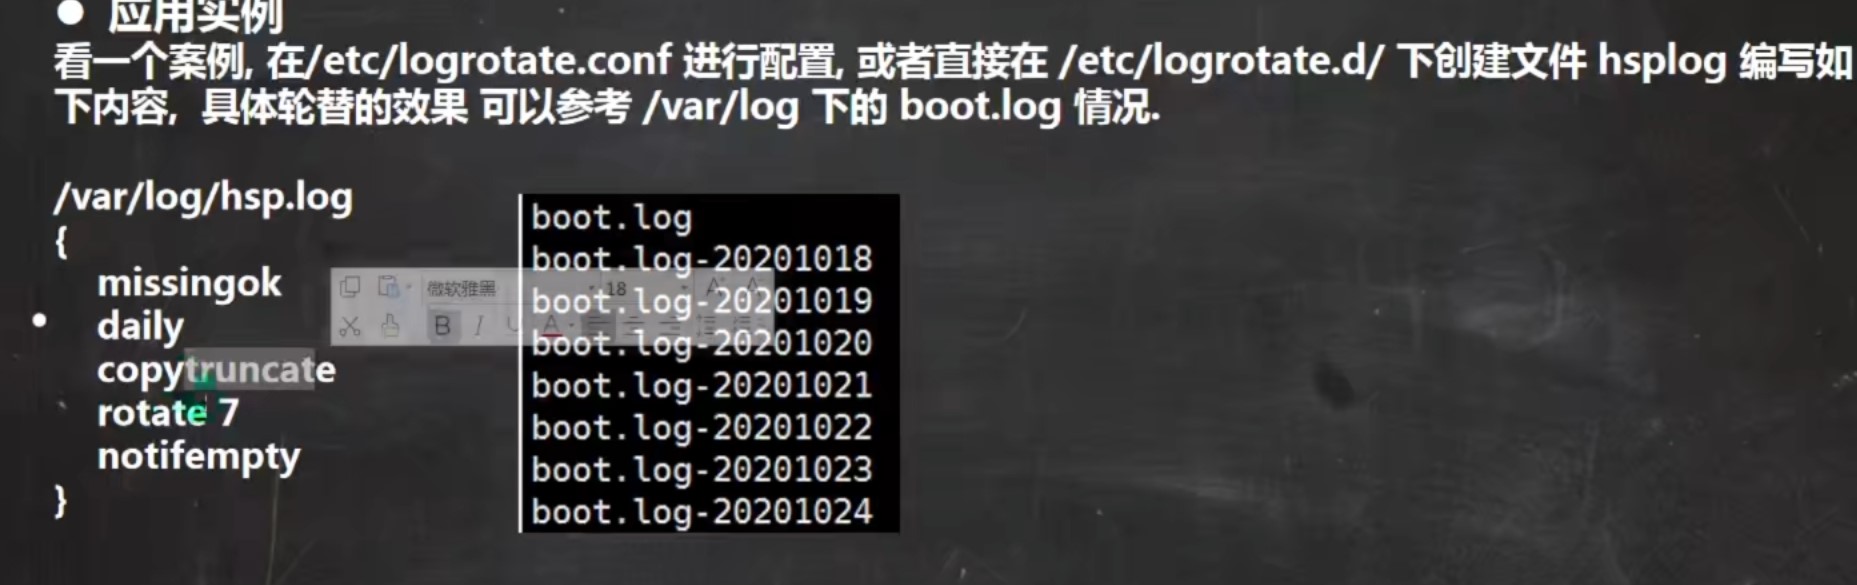 ● 应用实例
看一个案例, 在/etc/logrotate.conf 进行配置, 或者直接在 /etc/logrotate.d/ 下创建文件 hsplog 编写如
下内容, 具体轮替的效果 可以参考 /var/log 下的 boot.log 情况.
/var/log/hsp.log
{
missingok
daily
copytruncate
rotate 7
notifempty
}
boot.log
boot.log-20201018
boot.log-20201019
boot.log-20201020
boot.log-20201021
boot.log-20201022
boot.log-20201023
boot.log-20201024
微软雅黑 18
B I U A